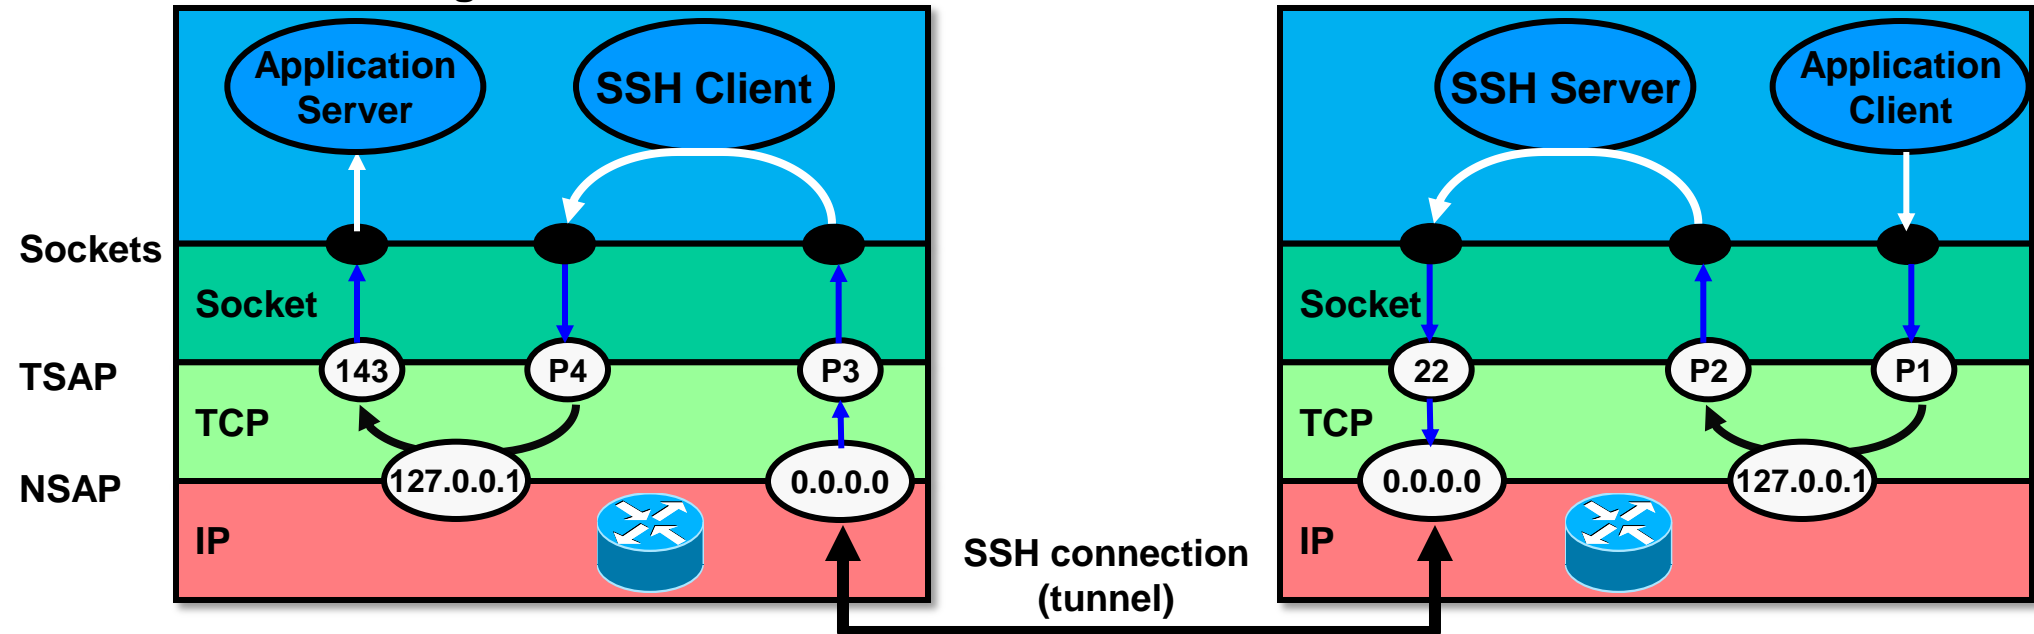 g
Application
Server
SSH Client
SSH Server
Application
Client
Sockets
Socket
Socket
TSAP
143
P4
P3
22
P2
P1
TCP
TCP
NSAP
127.0.0.1
0.0.0.0
0.0.0.0
127.0.0.1
IP
IP
SSH connection
(tunnel)